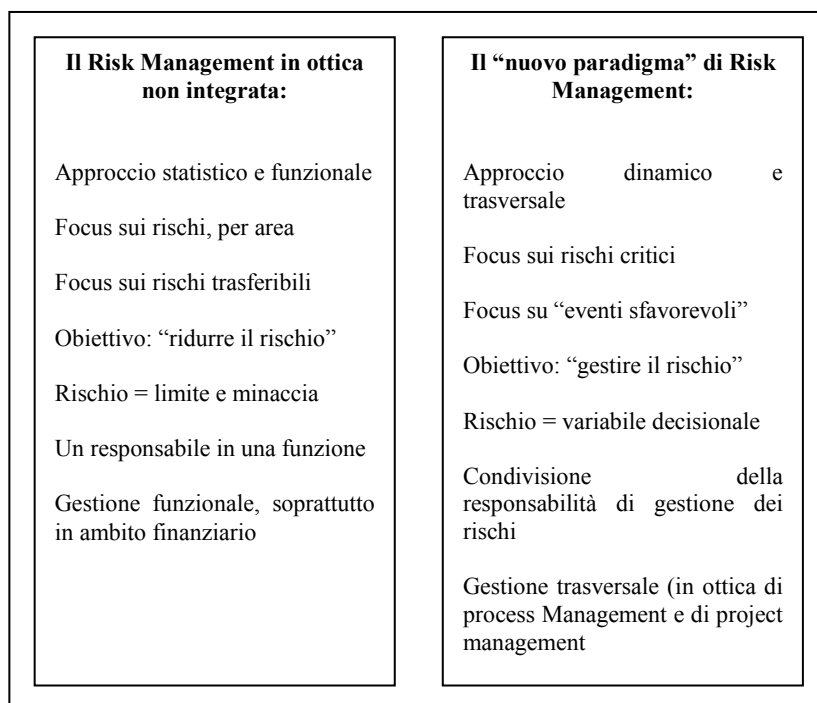 Il Risk Management in ottica
non integrata:
Approccio statistico e funzionale
Focus sui rischi, per area
Focus sui rischi trasferibili
Obiettivo: “ridurre il rischio”
Rischio = limite e minaccia
Un responsabile in una funzione
Gestione funzionale, soprattutto
in ambito finanziario
Il “nuovo paradigma” di Risk
Management:
Approccio dinamico e
trasversale
Focus sui rischi critici
Focus su “eventi sfavorevoli”
Obiettivo: “gestire il rischio”
Rischio = variabile decisionale
Condivisione della
responsabilità di gestione dei
rischi
Gestione trasversale (in ottica di
process Management e di project
management